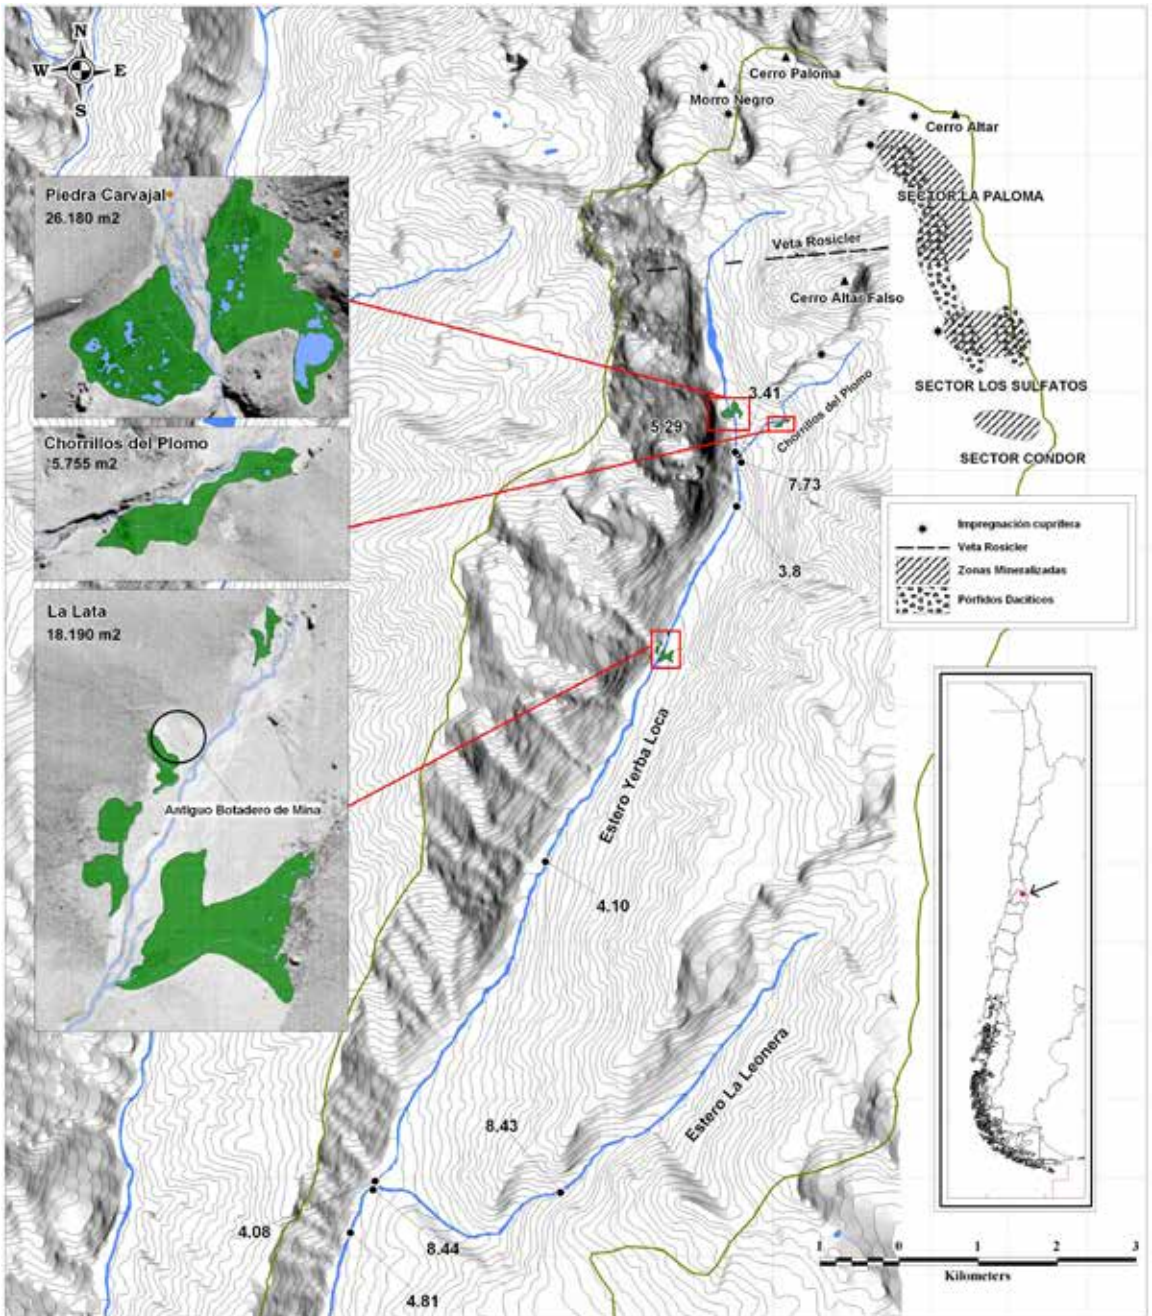 N
W E
S
Cerro Paloma
Morro Negro
Cerro Altar
SECTOR LA PALOMA
Veta Rosicler
Cerro Altar Falso
Piedra Carvajal
26.180 m2
3.41
5.29
Chorrillos del Plomo
SECTOR LOS SULFATOS
SECTOR CONDOR
Chorrillos del Plomo
5.755 m2
7.73
3.8
Impregnación cuprífera
Veta Rosicler
Zonas Mineralizadas
Pórfidos Dacíticos
La Lata
18.190 m2
Antiguo Botadero de Mina
Estero Yerba Loca
4.10
Estero La Leonera
8.43
4.08
8.44
4.81
1 0 1 2 3
Kilometers